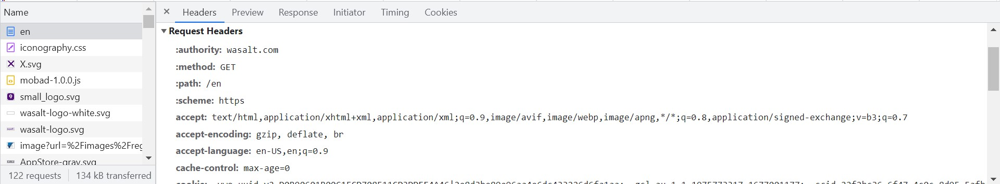 Name
en
iconography.css
X.svg
mobad-1.0.0.js
small_logo.svg
wasalt-logo-white.svg
wasalt-logo.svg
image?url=%2Fimages%2Freg
AppStore-gray.svg
122 requests
134 kB transferred
Headers
Preview
Response
Initiator
Timing
Cookies
Request Headers
:authority: wasalt.com
:method: GET
:path: /en
:scheme: https
accept: text/html,application/xhtml+xml,application/xml;q=0.9,image/avif,image/webp,image/apng,*/*;q=0.8,application/signed-exchange;v=b3;q=0.7
accept-encoding: gzip, deflate, br
accept-language: en-US,en;q=0.9
cache-control: max-age=0
cookie: